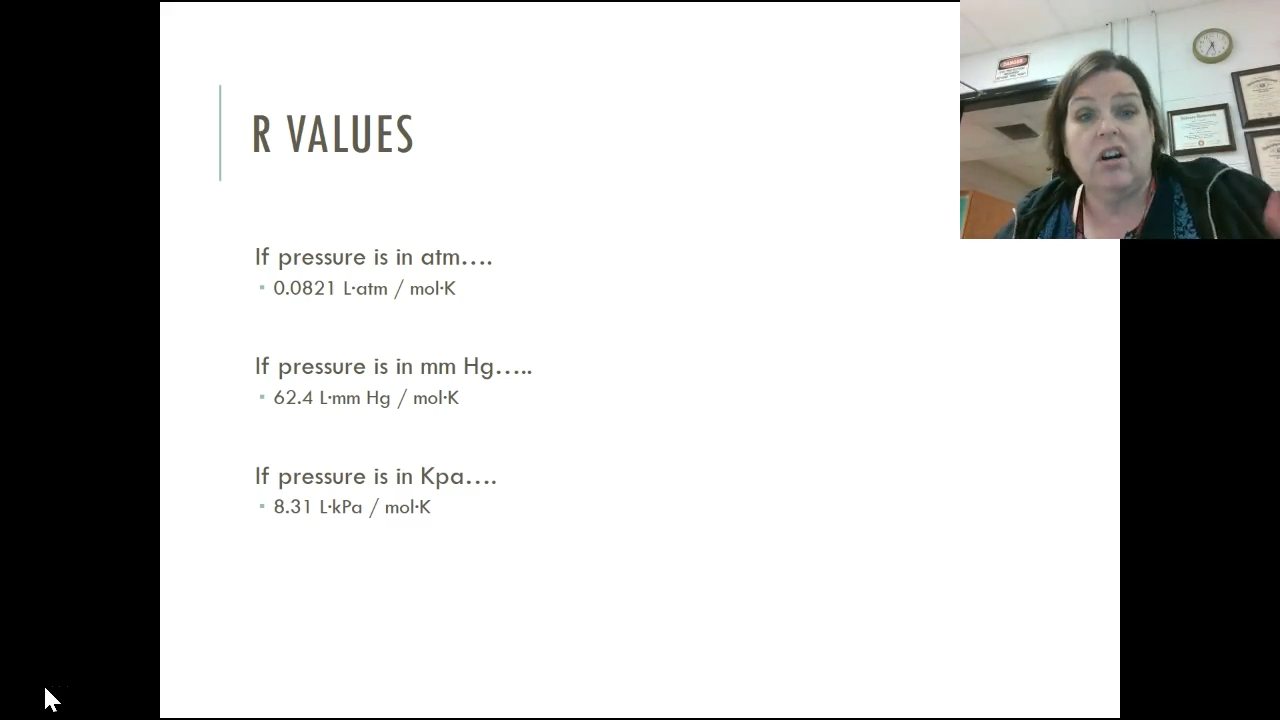 R VALUES
If pressure is in atm….
▪ 0.0821 L·atm / mol·K
If pressure is in mm Hg…..
▪ 62.4 L·mm Hg / mol·K
If pressure is in Kpa….
▪ 8.31 L·kPa / mol·K
DANGER